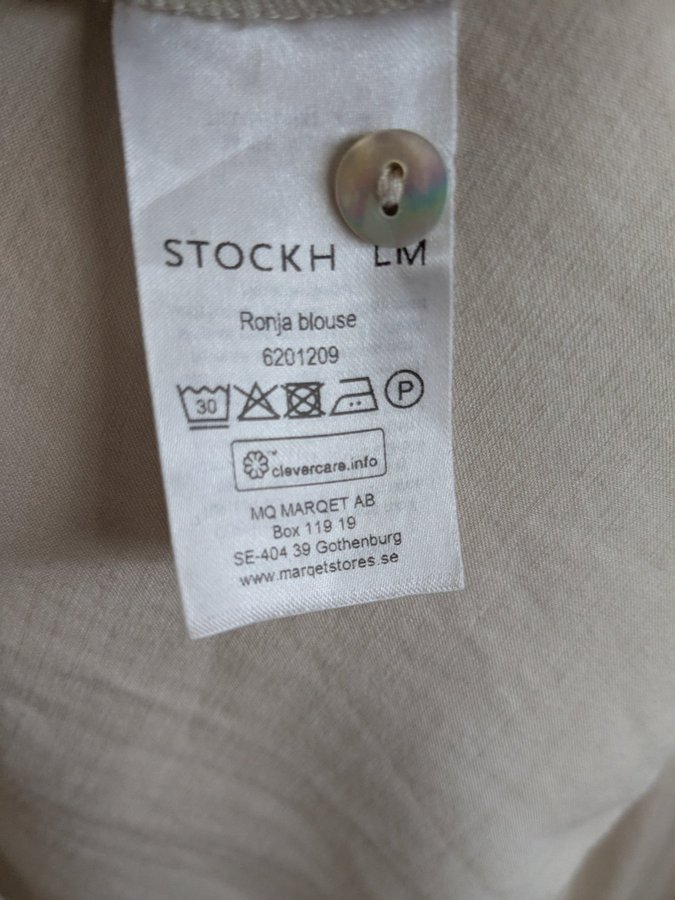 STOCKH LM
Ronja blouse
6201209
30 P
clevercare.info
MQ MARQET AB
Box 119 19
SE-404 39 Gothenburg
www.marqetstores.se